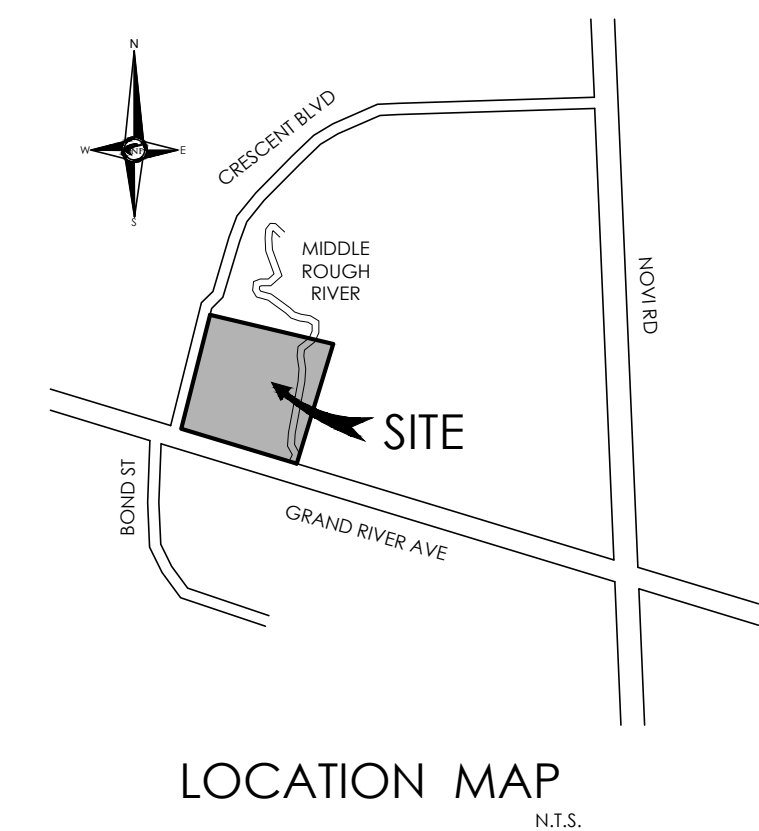 N
W
E
S
CRESCENT BLVD
MIDDLE
ROUGH
RIVER
NOVI RD
SITE
BOND ST
GRAND RIVER AVE
LOCATION MAP
N.T.S.